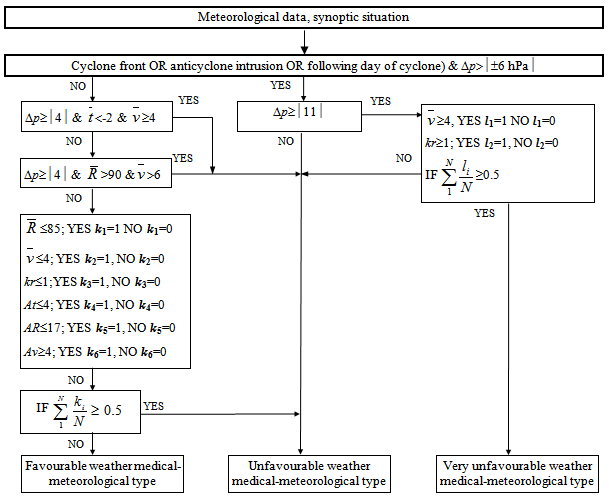 Meteorological data, synoptic situation
Cyclone front OR anticyclone intrusion OR following day of cyclone) & Δp>|±6 hPa|
NO
YES
Δp≥|4| & t̄<-2 & v̄≥4
YES
Δp≥|11|
YES
v̄≥4, YES l₁=1 NO l₁=0
kr≥1; YES l₂=1, NO l₂=0
IF ∑₁ᴺ lᵢ/N ≥0.5
NO
NO
NO
YES
Δp≥|4| & R̄>90 & v̄>6
YES
NO
R̄≤85; YES k₁=1 NO k₁=0
v̄≤4; YES k₂=1, NO k₂=0
kr≤1;YES k₃=1, NO k₃=0
At≤4; YES k₄=1, NO k₄=0
AR≤17; YES k₅=1, NO k₅=0
Av≥4; YES k₆=1, NO k₆=0
NO
IF ∑₁ᴺ kᵢ/N ≥ 0.5
YES
NO
Favourable weather medical-
meteorological type
Unfavourable weather
medical-meteorological type
Very unfavourable weather
medical-meteorological type